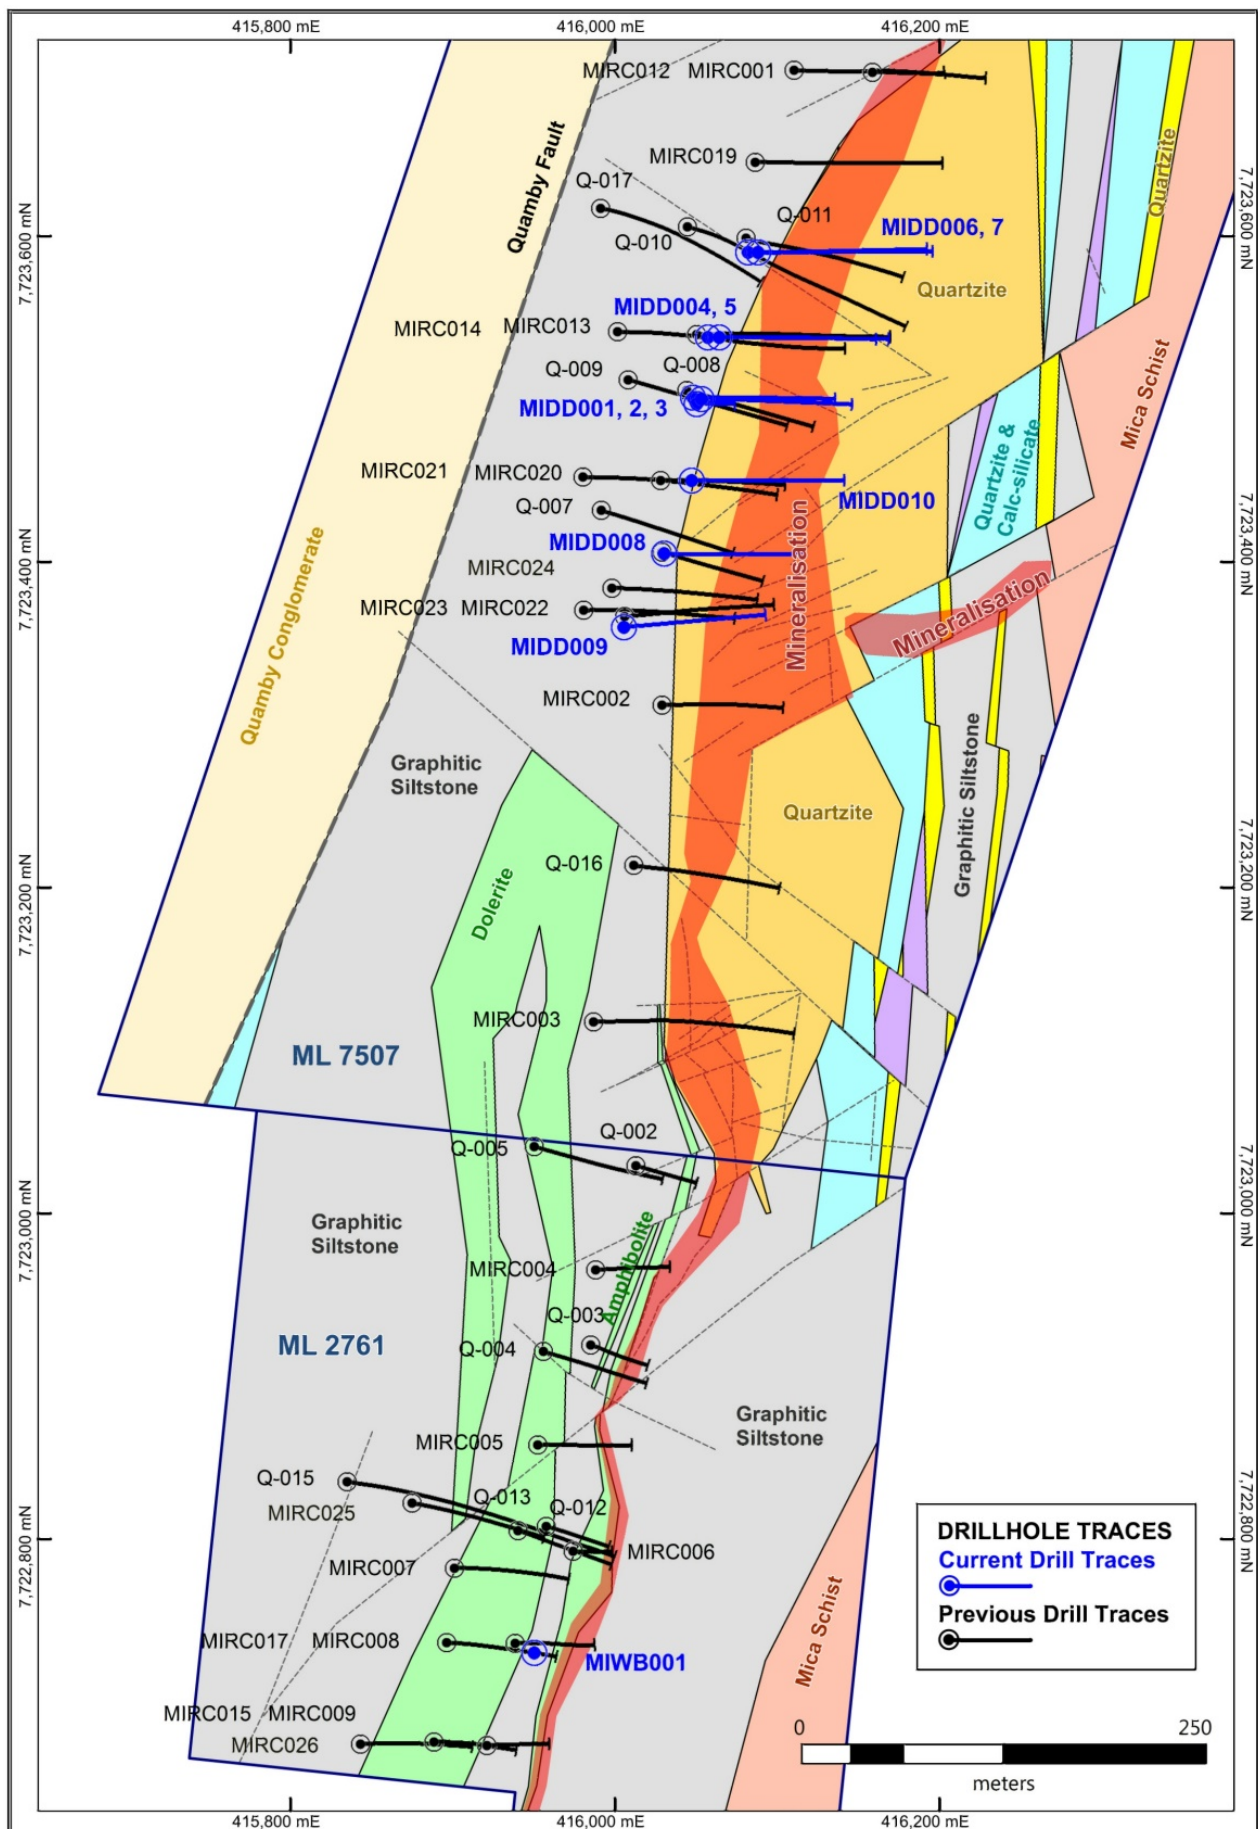 415,800 mE
416,000 mE
416,200 mE
MIRC012
MIRC001
Quamby Fault
MIRC019
Quartzite
Q-017
Q-011
MIDD006, 7
7,723,600 mN
7,723,600 mN
Q-010
Quartzite
MIDD004, 5
MIRC014
MIRC013
Q-009
Q-008
MIDD001, 2, 3
Mica Schist
Quartzite &
Calc-silicate
MIRC021
MIRC020
Q-007
MIDD010
MIDD008
Mineralisation
7,723,400 mN
7,723,400 mN
MIRC024
MIRC023
MIRC022
MIDD009
Mineralisation
Quamby Conglomerate
MIRC002
Graphitic
Siltstone
Graphitic Siltstone
Quartzite
Q-016
7,723,200 mN
7,723,200 mN
Dolerite
MIRC003
ML 7507
Q-002
Q-005
Graphitic
Siltstone
7,723,000 mN
7,723,000 mN
MIRC004
Amphibolite
Q-003
ML 2761
Q-004
Graphitic
Siltstone
MIRC005
Q-015
Q-013
Q-012
MIRC025
7,722,800 mN
7,722,800 mN
MIRC006
MIRC007
DRILLHOLE TRACES
Current Drill Traces
Previous Drill Traces
Mica Schist
MIRC017
MIRC008
MIWB001
MIRC015
MIRC009
MIRC026
0
250
meters
415,800 mE
416,000 mE
416,200 mE